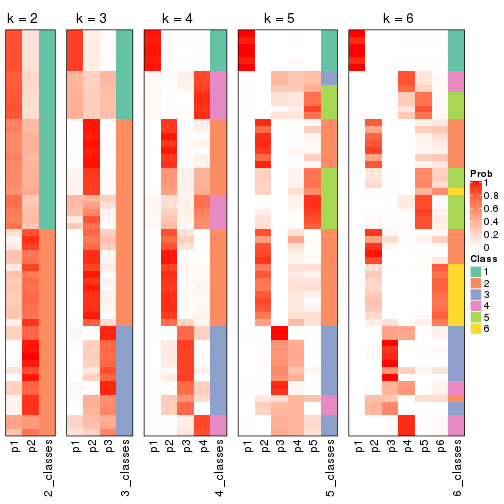 k = 2
k = 3
k = 4
k = 5
k = 6
Prob
1
0.8
0.6
0.4
0.2
0
Class
1
2
3
4
5
6
p1
p2
2_classes
p1
p2
p3
3_classes
p1
p2
p3
p4
4_classes
p1
p2
p3
p4
p5
5_classes
p1
p2
p3
p4
p5
p6
6_classes